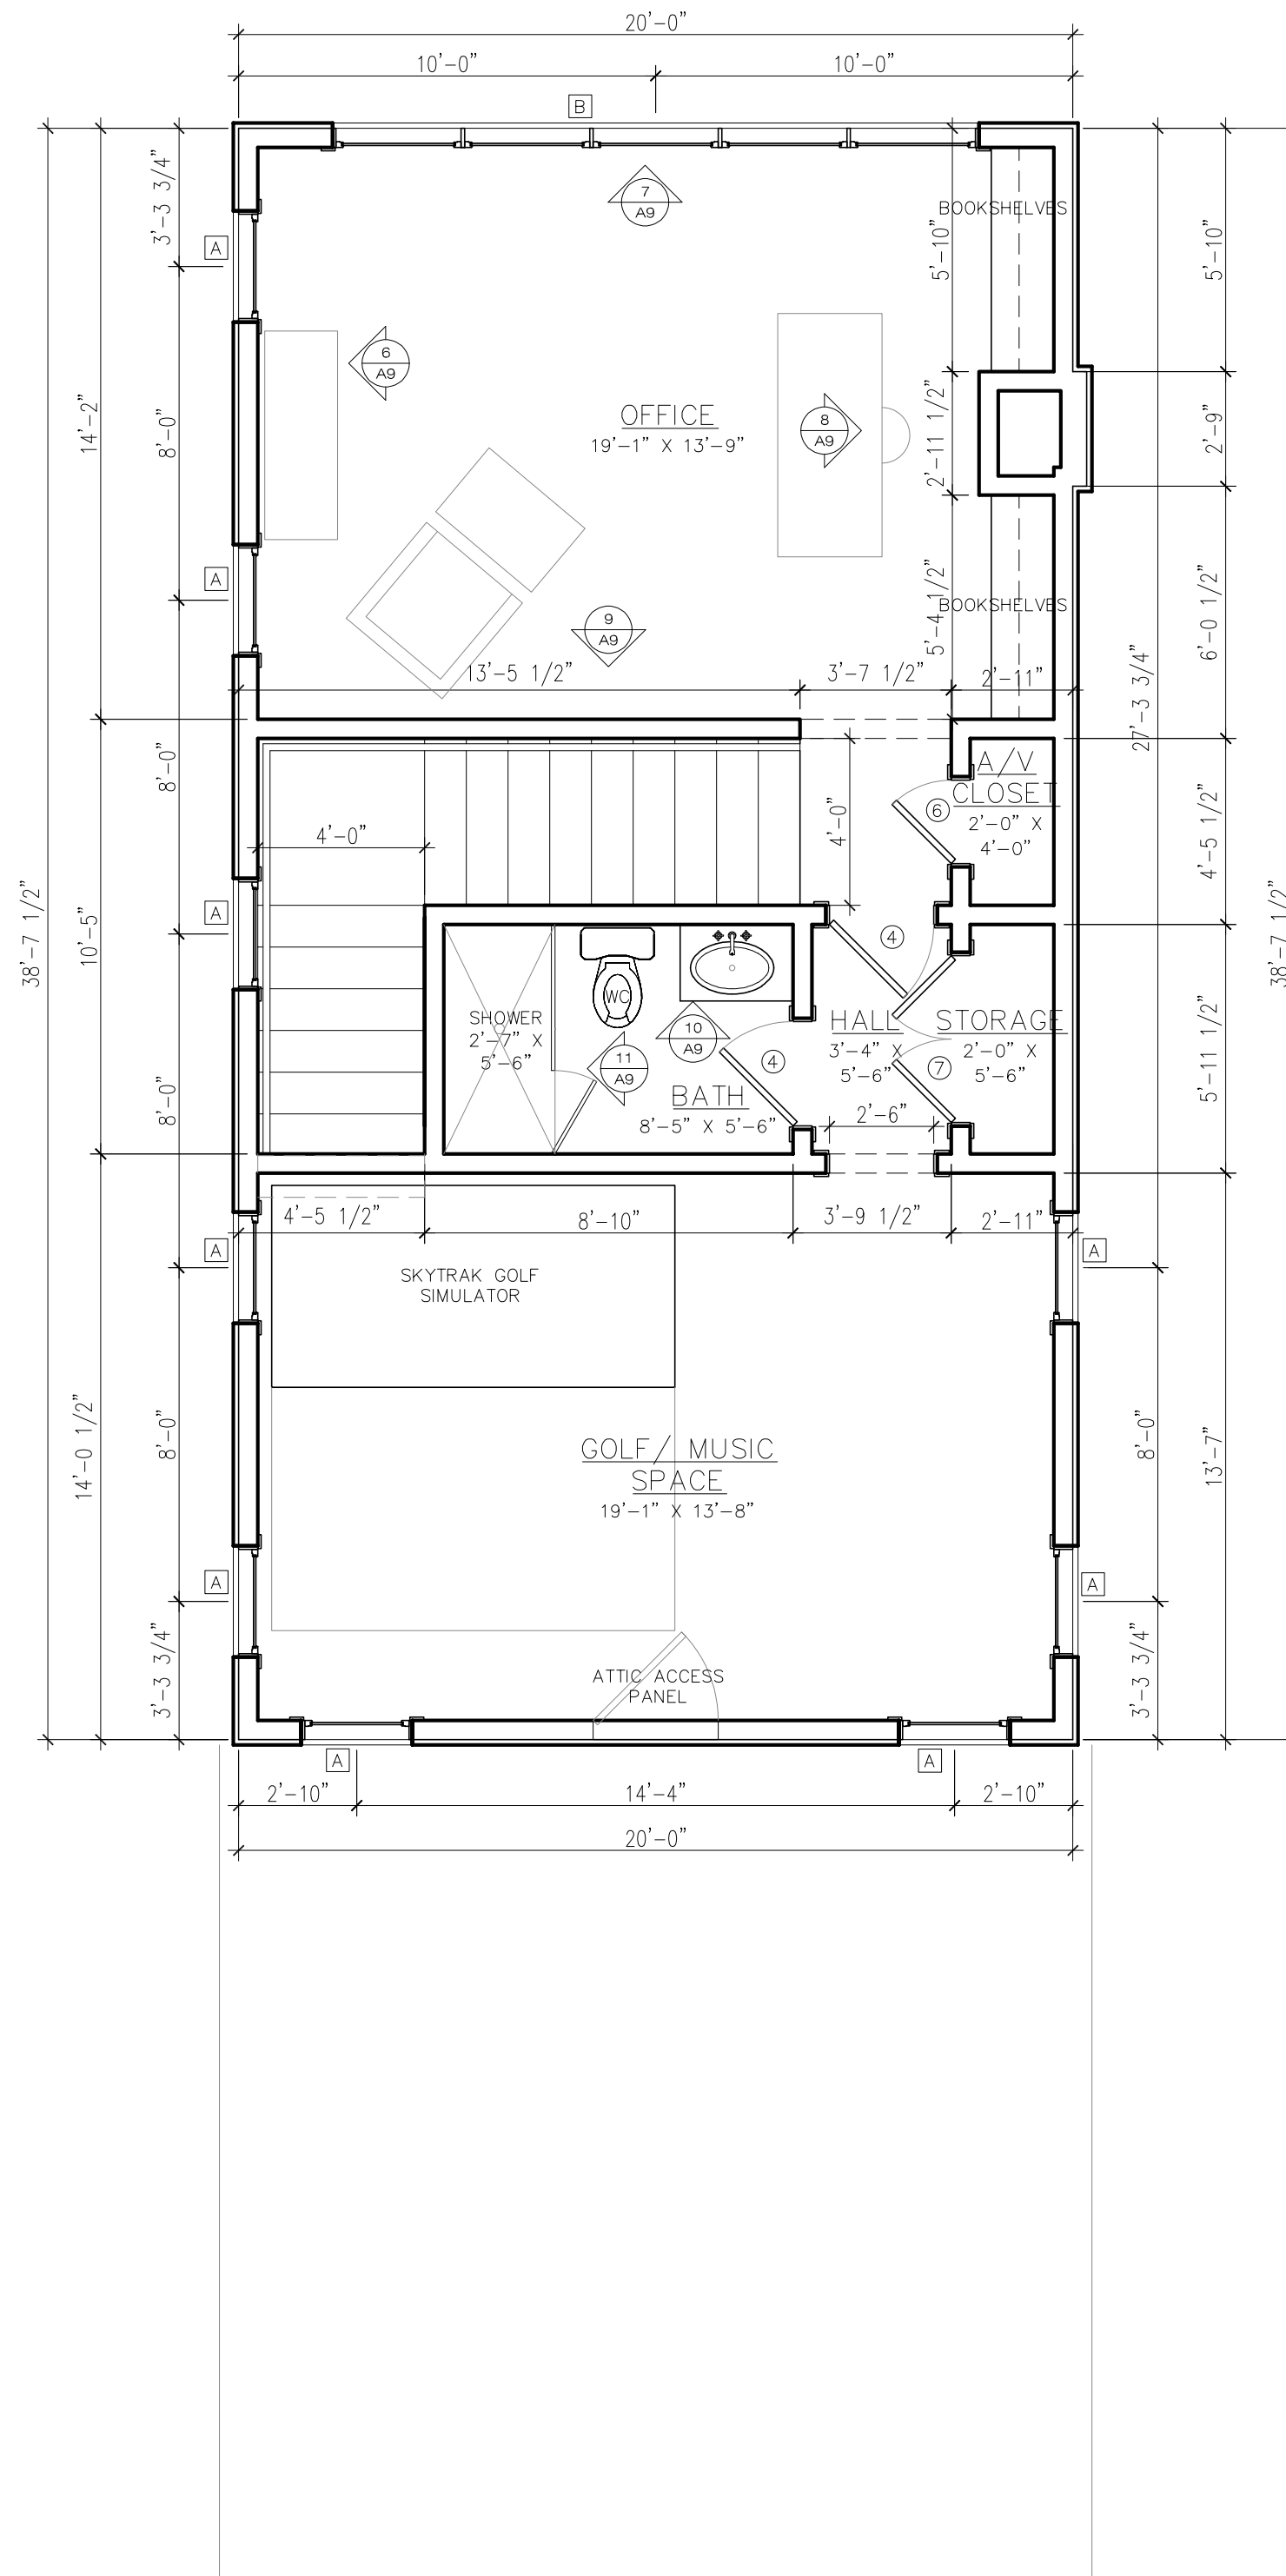 20'-0"
10'-0"
10'-0"
B
3'-3 3/4"
A
7
A9
BOOKSHELVES
5'-10"
5'-10"
6
A9
14'-2"
8'-0"
OFFICE
19'-1" X 13'-9"
8
A9
2'-11 1/2"
2'-9"
A
9
A9
5'-4 1/2"
BOOKSHELVES
6'-0 1/2"
13'-5 1/2"
3'-7 1/2"
2'-11"
27'-3 3/4"
8'-0"
A/V
CLOSET
2'-0" X
4'-0"
6
4'-0"
4'-0"
4'-5 1/2"
38'-7 1/2"
10'-5"
A
4
38'-7 1/2"
WC
SHOWER
2'-7" X
5'-6"
10
A9
11
A9
HALL
3'-4" X
5'-6"
STORAGE
2'-0" X
5'-6"
4
7
8'-0"
BATH
8'-5" X 5'-6"
2'-6"
5'-11 1/2"
4'-5 1/2"
8'-10"
3'-9 1/2"
2'-11"
A
A
SKYTRAK GOLF
SIMULATOR
14'-0 1/2"
8'-0"
GOLF/ MUSIC
SPACE
19'-1" X 13'-8"
8'-0"
13'-7"
A
A
3'-3 3/4"
ATTIC ACCESS
PANEL
3'-3 3/4"
A
A
2'-10"
14'-4"
2'-10"
20'-0"